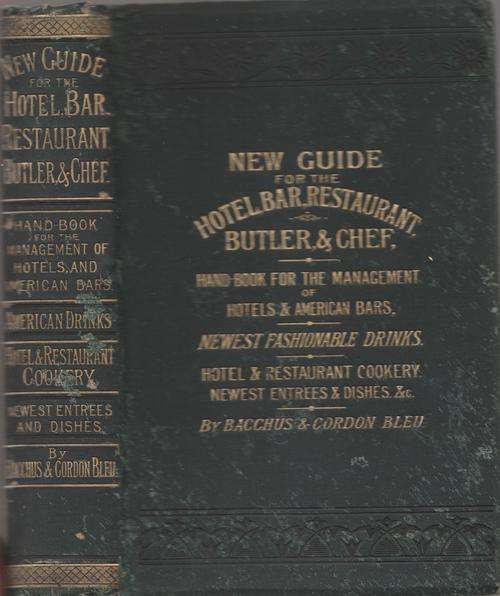 NEW GUIDE
FOR THE
HOTEL, BAR,
RESTAURANT,
BUTLER, & CHEF.
HAND-BOOK
FOR THE
MANAGEMENT OF
HOTELS, AND
AMERICAN BARS.
AMERICAN DRINKS
HOTEL & RESTAURANT
COOKERY.
NEWEST ENTREES
AND DISHES.
By
BACCHUS & CORDON BLEU
NEW GUIDE
FOR THE
HOTEL, BAR, RESTAURANT,
BUTLER, & CHEF,
HAND-BOOK FOR THE MANAGEMENT
OF
HOTELS & AMERICAN BARS.
NEWEST FASHIONABLE DRINKS.
HOTEL & RESTAURANT COOKERY.
NEWEST ENTREES & DISHES. &c.
By BACCHUS & CORDON BLEU